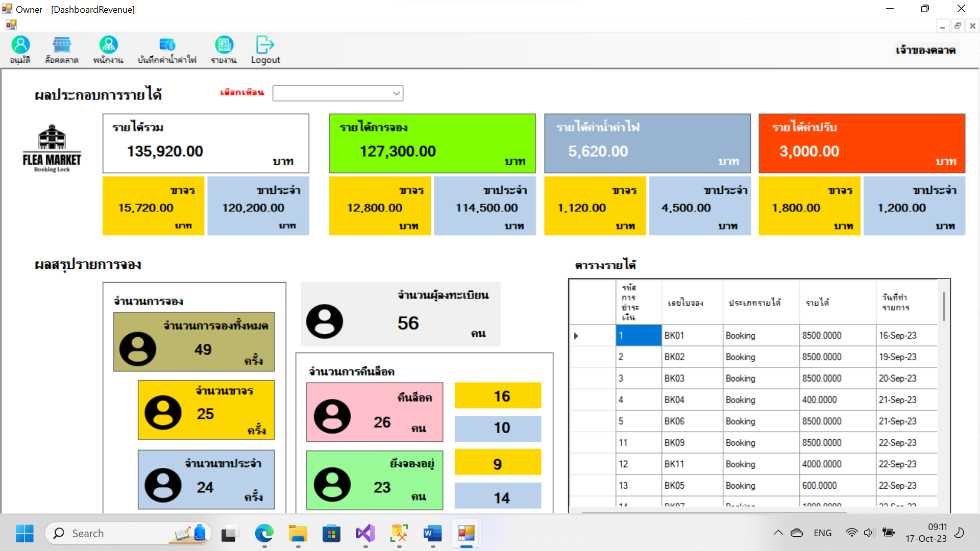 Owner - [DashboardRevenue]
อนุมัติ ล็อคตลาด พนักงาน บันทึกค่าน้ำค่าไฟ รายงาน Logout
เจ้าของตลาด
ผลประกอบการรายได้ เลือกเดือน
FLEA MARKET
Booking Lock
รายได้รวม
135,920.00
บาท
ขาจร
15,720.00
บาท
ขาประจำ
120,200.00
บาท
รายได้การจอง
127,300.00
บาท
ขาจร
12,800.00
บาท
ขาประจำ
114,500.00
บาท
รายได้ค่าน้ำค่าไฟ
5,620.00
บาท
ขาจร
1,120.00
บาท
ขาประจำ
4,500.00
บาท
รายได้ค่าปรับ
3,000.00
บาท
ขาจร
1,800.00
บาท
ขาประจำ
1,200.00
บาท
ผลสรุปรายการจอง
จำนวนการจอง
จำนวนการจองทั้งหมด
49
ครั้ง
จำนวนขาจร
25
ครั้ง
จำนวนขาประจำ
24
ครั้ง
จำนวนผู้ลงทะเบียน
56
คน
จำนวนการคืนล็อค
คืนล็อค
26
คน
16
10
ยังจองอยู่
23
คน
9
14
ตารางรายได้
รหัสการชำระเงิน เลขใบจอง ประเภทรายได้ รายได้ วันที่ทำรายการ
1 BK01 Booking 8500.0000 16-Sep-23
2 BK02 Booking 8500.0000 19-Sep-23
3 BK03 Booking 8500.0000 20-Sep-23
4 BK04 Booking 400.0000 21-Sep-23
5 BK06 Booking 8500.0000 21-Sep-23
11 BK09 Booking 8500.0000 22-Sep-23
12 BK11 Booking 4000.0000 22-Sep-23
13 BK05 Booking 600.0000 22-Sep-23
Search
ENG
09:11
17-Oct-23